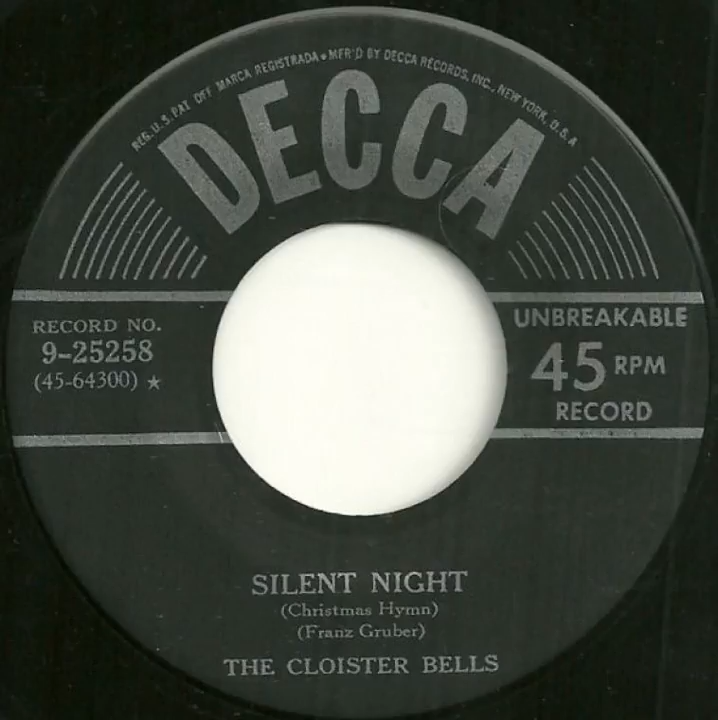 REG. U.S. PAT. OFF. MARCA REGISTRADA • MFR'D BY DECCA RECORDS, INC., NEW YORK, U.S.A
DECCA
RECORD NO.
9-25258
(45-64300) ★
UNBREAKABLE
45 RPM
RECORD
SILENT NIGHT
(Christmas Hymn)
(Franz Gruber)
THE CLOISTER BELLS